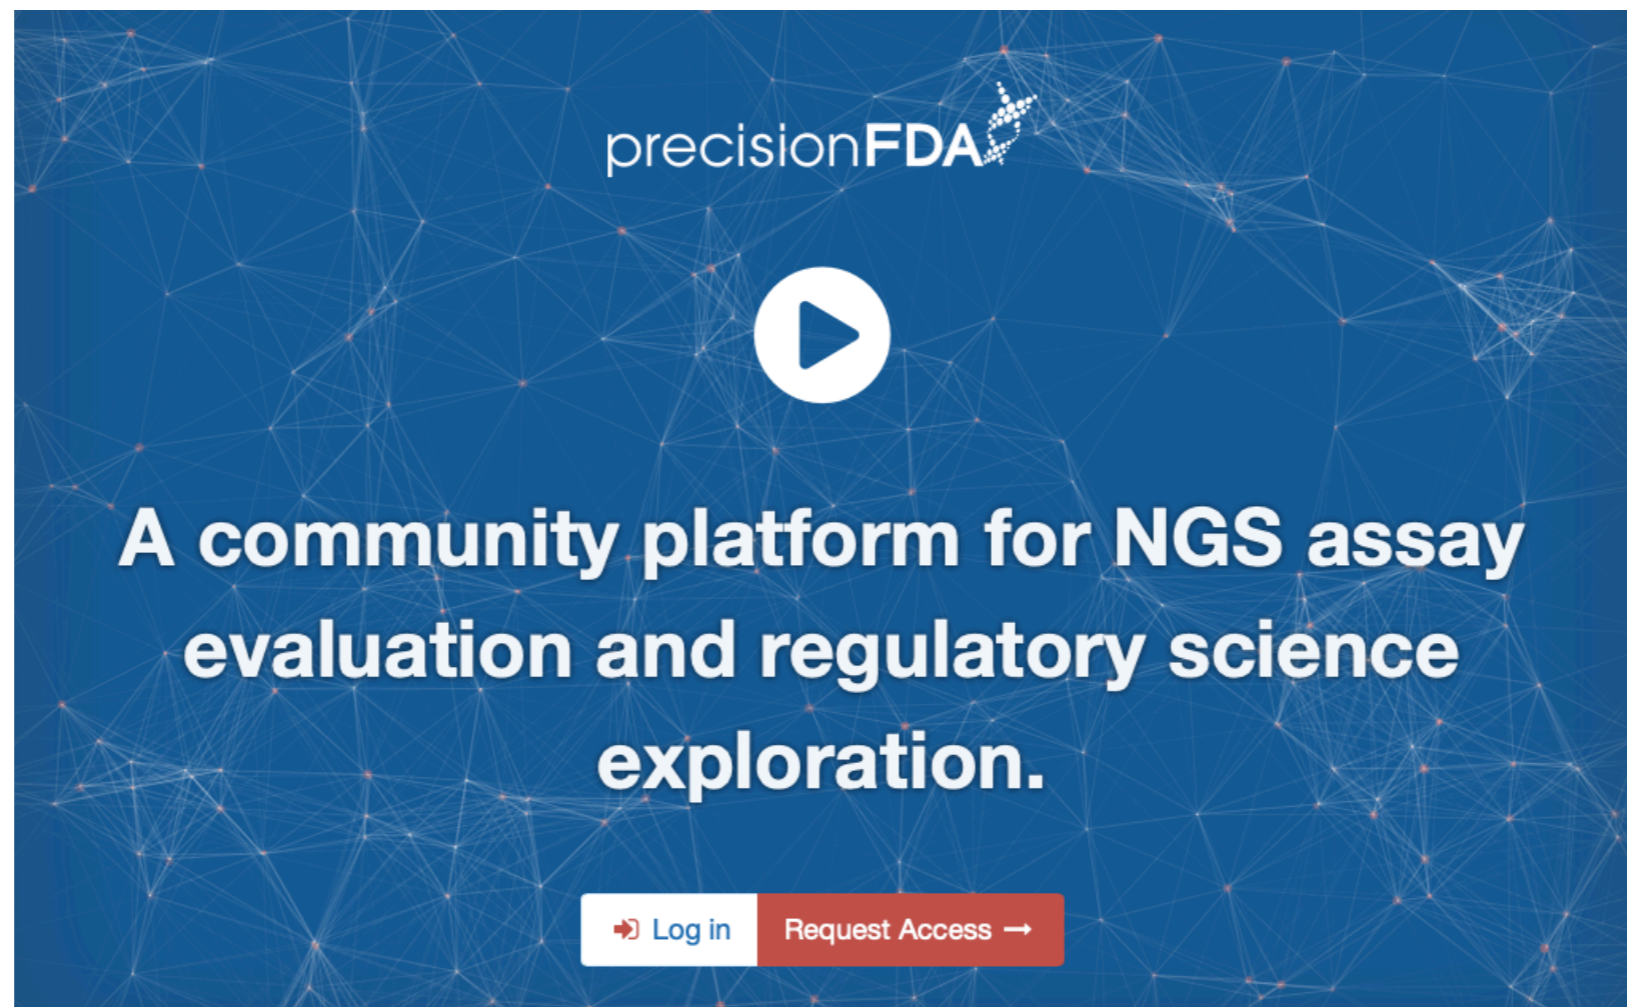 precisionFDA
A community platform for NGS assay
evaluation and regulatory science
exploration.
Log in
Request Access →